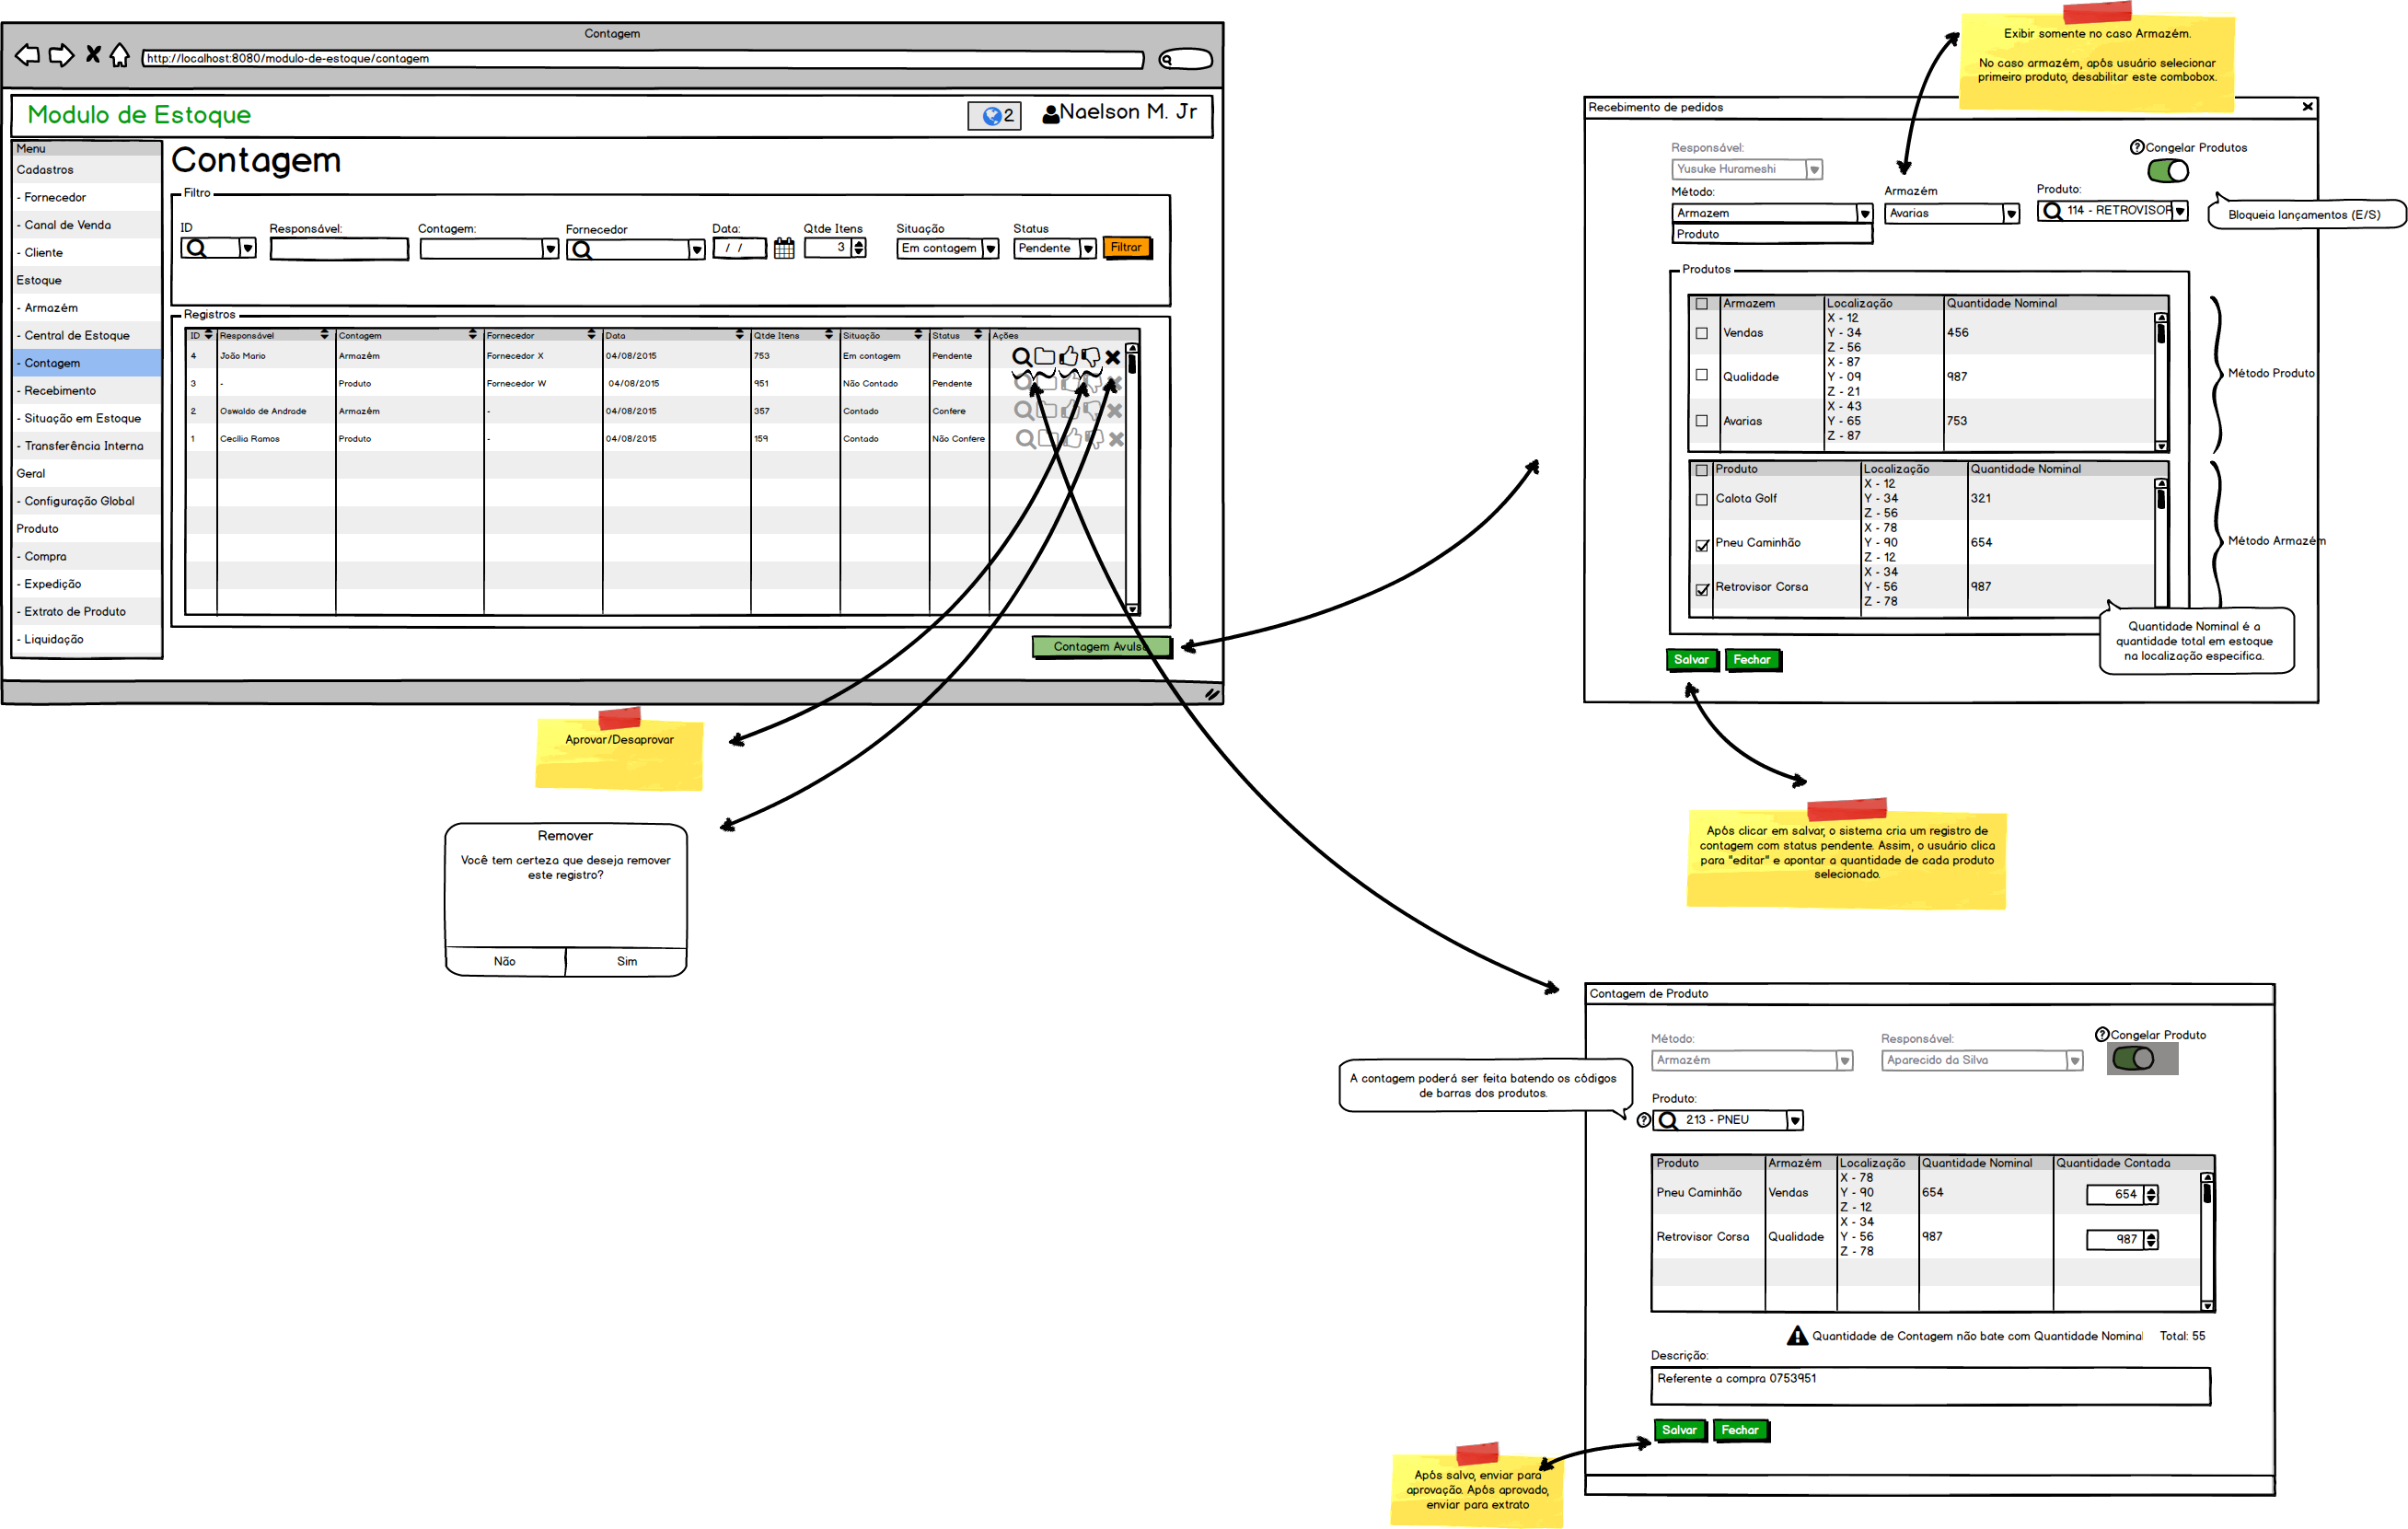 Contagem
http://localhost:8080/modulo-de-estoque/contagem
Modulo de Estoque
2
Naelson M. Jr
Menu
Cadastros
- Fornecedor
- Canal de Venda
- Cliente
Estoque
- Armazém
- Central de Estoque
- Contagem
- Recebimento
- Situação em Estoque
- Transferência Interna
Geral
- Configuração Global
Produto
- Compra
- Expedição
- Extrato de Produto
- Liquidação
Contagem
Filtro
ID Responsável: Contagem: Fornecedor Data: Qtde Itens Situação Status
/ / 3 Em contagem Pendente Filtrar
Registros
ID Responsável Contagem Fornecedor Data Qtde Itens Situação Status Ações
4 João Mario Armazém Fornecedor X 04/08/2015 753 Em contagem Pendente
3 - Produto Fornecedor W 04/08/2015 951 Não Contado Pendente
2 Oswaldo de Andrade Armazém - 04/08/2015 357 Contado Confere
1 Cecília Ramos Produto - 04/08/2015 159 Contado Não Confere
Contagem Avulsa
Aprovar/Desaprovar
Remover
Você tem certeza que deseja remover
este registro?
Não Sim
Exibir somente no caso Armazém.
No caso armazém, após usuário selecionar
primeiro produto, desabilitar este combobox.
Recebimento de pedidos
Responsável:
Yusuke Hurameshi
Congelar Produtos
Método: Armazém Produto:
Armazem Avarias 114 - RETROVISOR
Produto
Bloqueia lançamentos (E/S)
Produtos
Armazem Localização Quantidade Nominal
X - 12
Vendas Y - 34 456
Z - 56
X - 87
Qualidade Y - 09 987
Z - 21
X - 43
Avarias Y - 65 753
Z - 87
Método Produto
Produto Localização Quantidade Nominal
X - 12
Calota Golf Y - 34 321
Z - 56
X - 78
Pneu Caminhão Y - 90 654
Z - 12
X - 34
Retrovisor Corsa Y - 56 987
Z - 78
Método Armazém
Quantidade Nominal é a
quantidade total em estoque
na localização especifica.
Salvar Fechar
Após clicar em salvar, o sistema cria um registro de
contagem com status pendente. Assim, o usuário clica
para "editar" e apontar a quantidade de cada produto
selecionado.
Contagem de Produto
Método: Responsável: Congelar Produto
Armazém Aparecido da Silva
A contagem poderá ser feita batendo os códigos
de barras dos produtos.
Produto:
213 - PNEU
Produto Armazém Localização Quantidade Nominal Quantidade Contada
X - 78
Pneu Caminhão Vendas Y - 90 654 654
Z - 12
X - 34
Retrovisor Corsa Qualidade Y - 56 987 987
Z - 78
Quantidade de Contagem não bate com Quantidade Nominal Total: 55
Descrição:
Referente a compra 0753951
Salvar Fechar
Após salvo, enviar para
aprovação. Após aprovado,
enviar para extrato